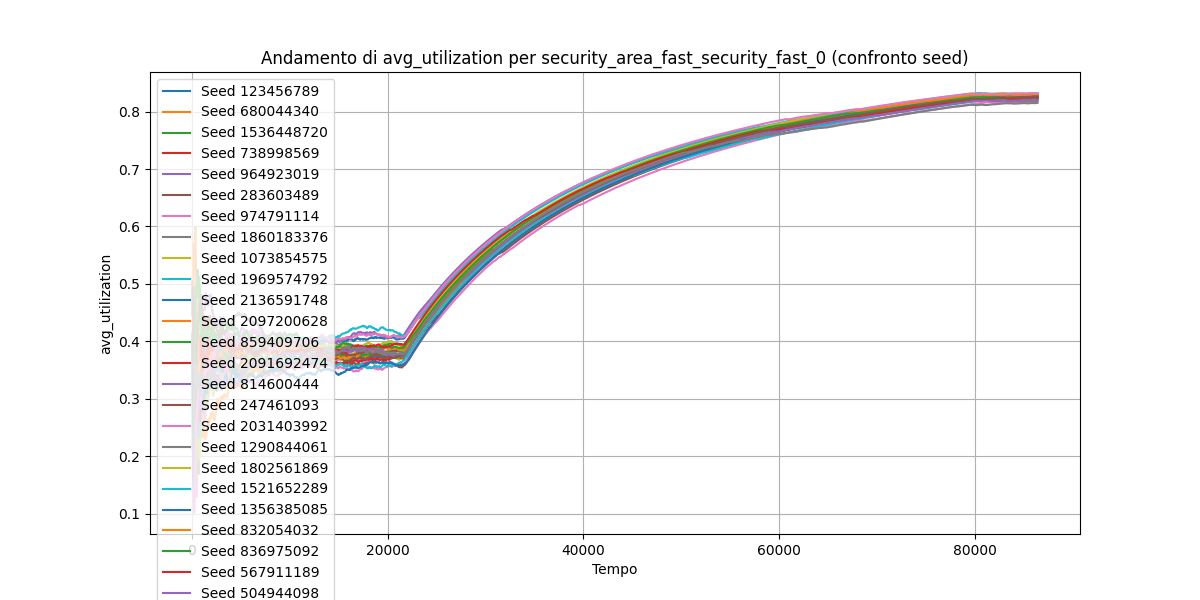 Andamento di avg_utilization per security_area_fast_security_fast_0 (confronto seed)
avg_utilization
0.8
0.7
0.6
0.5
0.4
0.3
0.2
0.1
Seed 123456789
Seed 680044340
Seed 1536448720
Seed 738998569
Seed 964923019
Seed 283603489
Seed 974791114
Seed 1860183376
Seed 1073854575
Seed 1969574792
Seed 2136591748
Seed 2097200628
Seed 859409706
Seed 2091692474
Seed 814600444
Seed 247461093
Seed 2031403992
Seed 1290844061
Seed 1802561869
Seed 1521652289
Seed 1356385085
Seed 832054032
Seed 836975092
Seed 567911189
Seed 504944098
0 20000 40000 60000 80000
Tempo